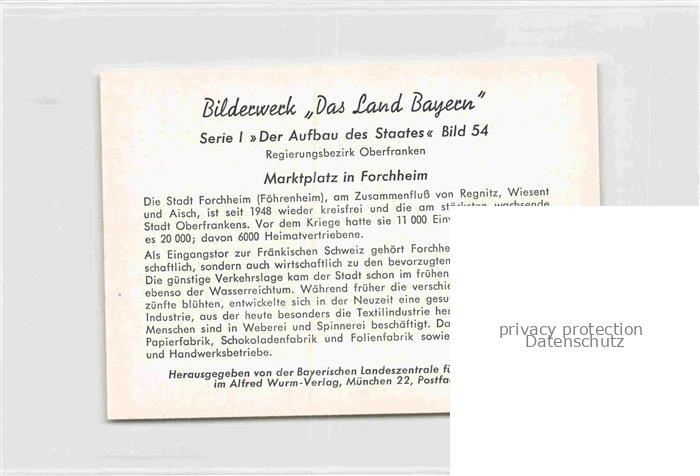 Bilderwerk „Das Land Bayern“
Serie I »Der Aufbau des Staates« Bild 54
Regierungsbezirk Oberfranken
Marktplatz in Forchheim
Die Stadt Forchheim (Föhrenheim), am Zusammenfluß von Regnitz, Wiesent
und Aisch, ist seit 1948 wieder kreisfrei und die am stärksten wachsende
Stadt Oberfrankens. Vor dem Kriege hatte sie 11 000
es 20 000; davon 6000 Heimatvertriebene.
Als Eingangstor zur Fränkischen Schweiz gehört
schaftlich, sondern auch wirtschaftlich zu den bevorzugten
Die günstige Verkehrslage kam der Stadt schon im frühen
ebenso der Wasserreichtum. Während früher die
zünfte blühten, entwickelte sich in der Neuzeit eine
Industrie, aus der heute besonders die Textilindustrie
Menschen sind in Weberei und Spinnerei beschäftigt.
Papierfabrik, Schokoladenfabrik und Folienfabrik sowie
und Handwerksbetriebe.
Herausgegeben von der Bayerischen Landeszentrale
im Alfred Wurm-Verlag, München 22,
privacy protection
Datenschutz